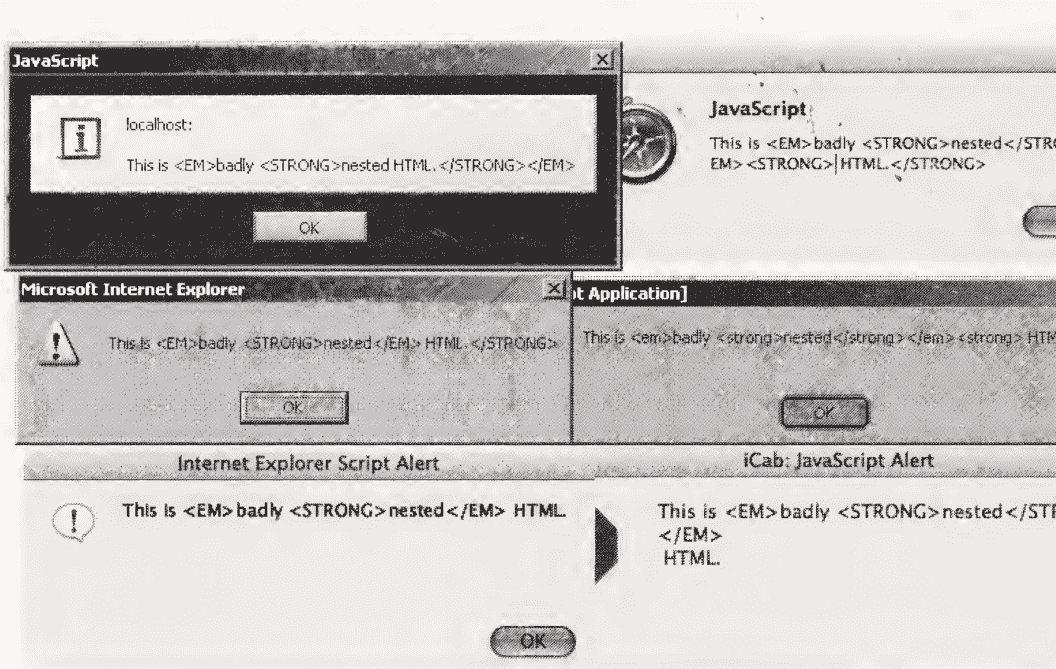 JavaScript
localhost:
This is <EM>badly <STRONG>nested HTML.</STRONG></EM>
OK
JavaScript
This is <EM>badly <STRONG>nested</STRO
EM> <STRONG> HTML.</STRONG>
Microsoft Internet Explorer
This is <EM>badly <STRONG>nested</EM> HTML.</STRONG>
OK
t Application]
This is <em>badly <strong>nested</strong></em><strong> HTM
OK
Internet Explorer Script Alert
This is <EM>badly <STRONG>nested</EM> HTML.
OK
iCab: JavaScript Alert
This is <EM>badly <STRONG>nested</STR
</EM>
HTML.